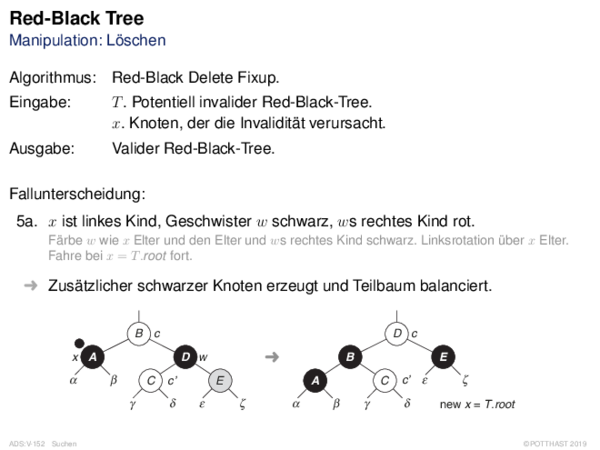 Red-Black Tree
Manipulation: Löschen
Algorithmus: Red-Black Delete Fixup.
Eingabe: T. Potentiell invalider Red-Black-Tree.
x. Knoten, der die Invalidität verursacht.
Ausgabe: Valider Red-Black-Tree.
Fallunterscheidung:
5a. x ist linkes Kind, Geschwister w schwarz, ws rechtes Kind rot.
Färbe w wie x Elter und den Elter und ws rechtes Kind schwarz. Linksrotation über x Elter.
Fahre bei x = T.root fort.
➔ Zusätzlicher schwarzer Knoten erzeugt und Teilbaum balanciert.
B c
x A D w
α β C c' E
γ δ ε ζ
➔
D c
B E
A C c' ε ζ
α β γ δ new x = T.root
ADS:V-152 Suchen ©POTTHAST 2019